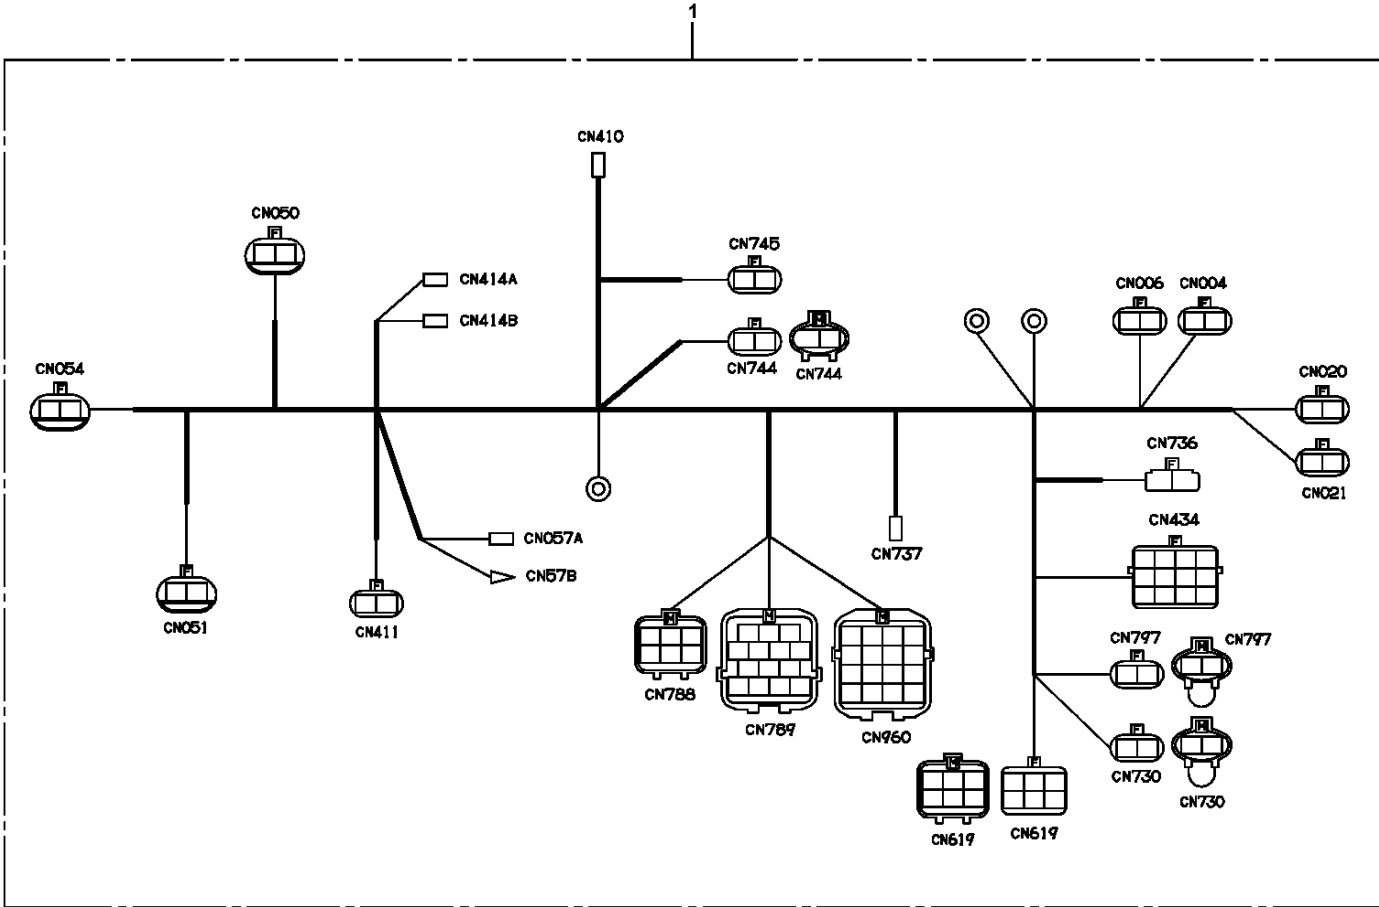 1
CN410
CN050
F
CN745
F
CN414A
CN006
CN004
F
F
CN414B
F
M
CN744
CN744
CN054
F
CN020
F
CN736
F
F
CN021
CN434
F
CN057A
CN737
CN57B
F
CN051
F
CN411
M
M
M
CN788
CN789
CN960
CN797
F
M
CN797
F
M
CN730
CN730
M
F
CN619
CN619